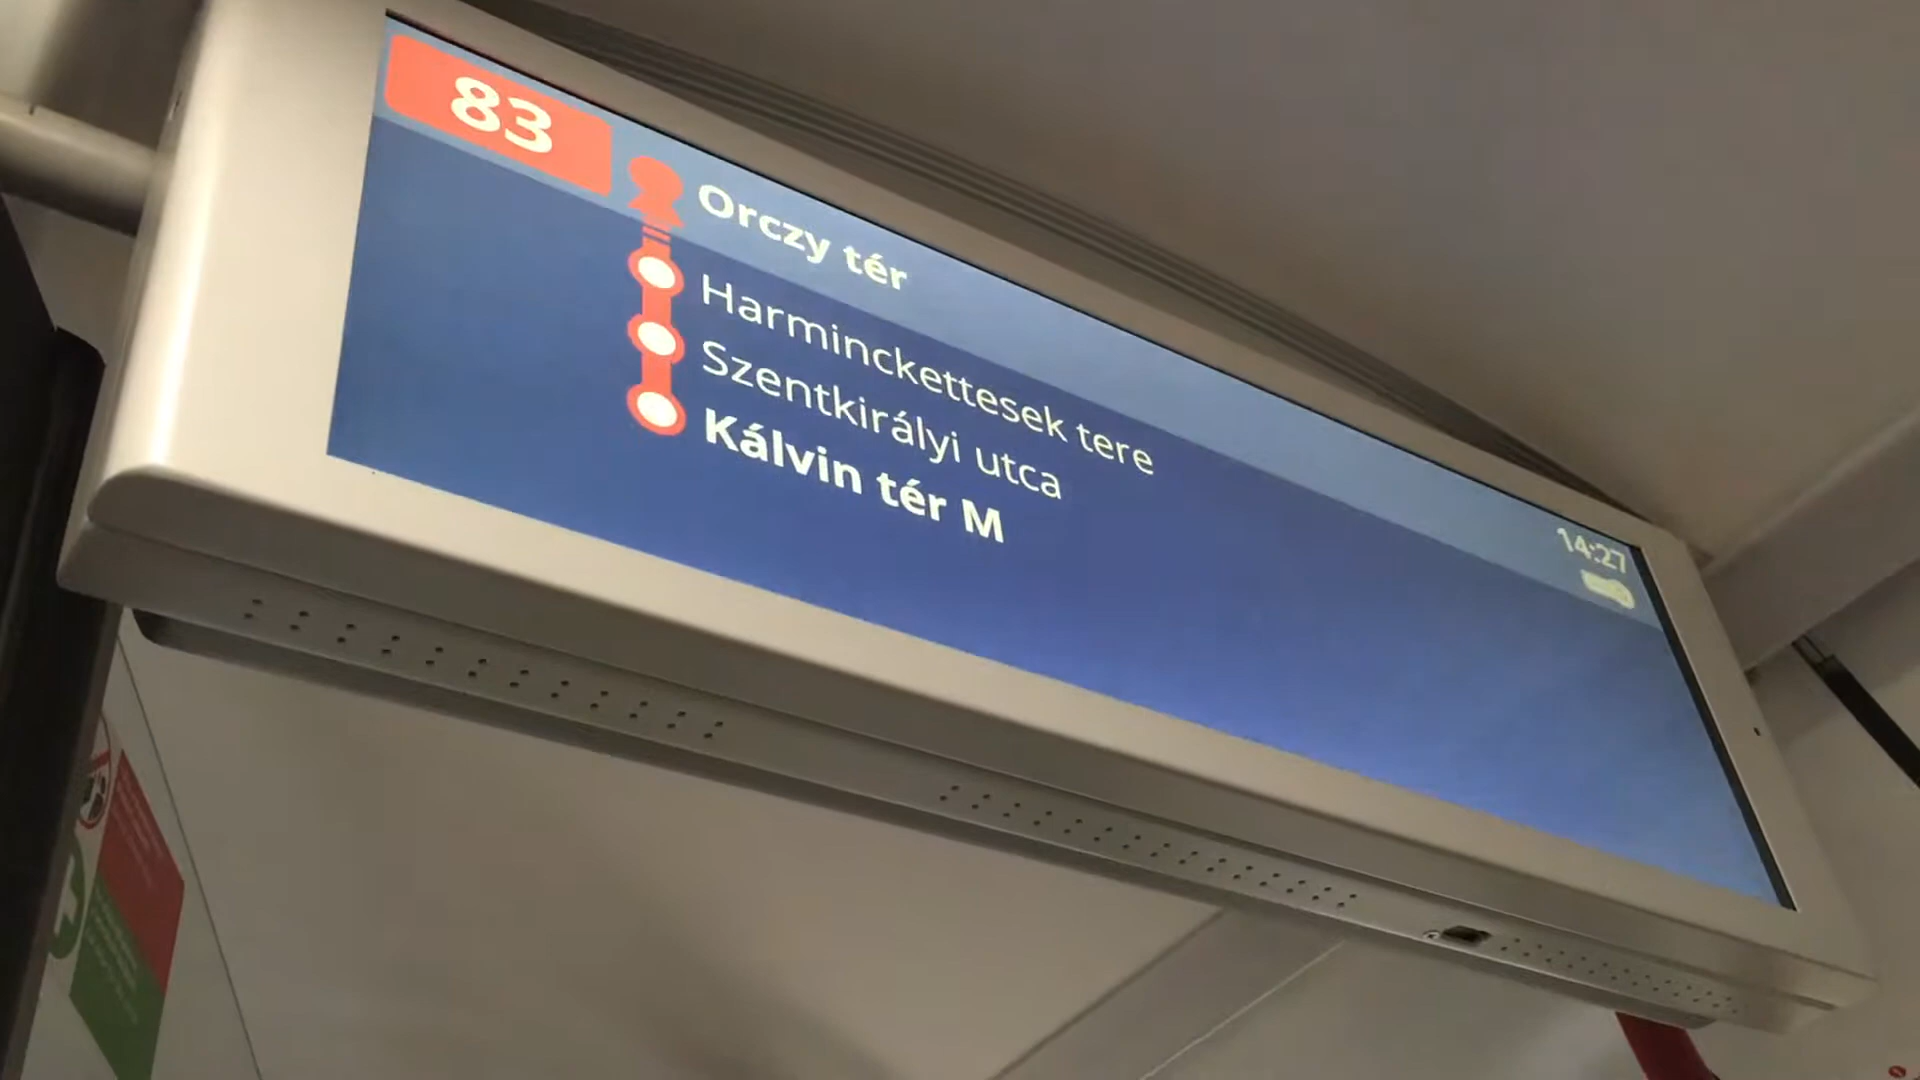 83
Orczy tér
Harminckettesek tere
Szentkirályi utca
Kálvin tér M
14:27